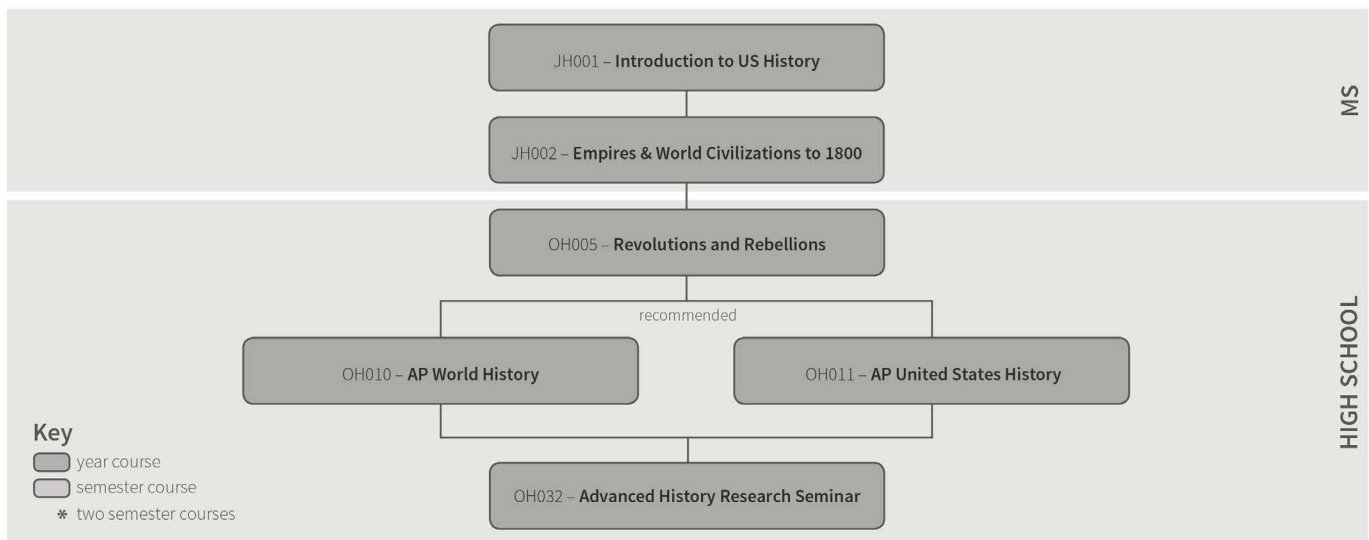 JH001 – Introduction to US History
MS
JH002 – Empires & World Civilizations to 1800
OH005 – Revolutions and Rebellions
recommended
HIGH SCHOOL
OH010 – AP World History
OH011 – AP United States History
Key
year course
semester course
* two semester courses
OH032 – Advanced History Research Seminar